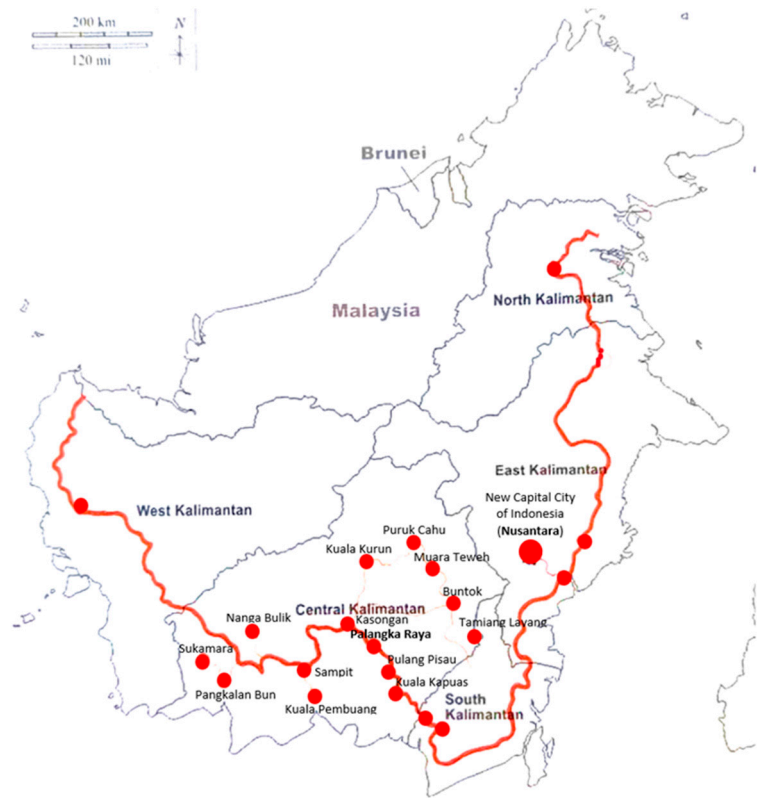 200 km
N
120 mi
Brunei
North Kalimantan
Malaysia
East Kalimantan
New Capital City
of Indonesia
(Nusantara)
West Kalimantan
Puruk Cahu
Kuala Kurun
Muara Teweh
Buntok
Central Kalimantan
Kasongan
Nanga Bulik
Tamiang Layang
Palangka Raya
Sukamara
Pulang Pisau
Sampit
Kuala Kapuas
Pangkalan Bun
Kuala Pembuang
South
Kalimantan